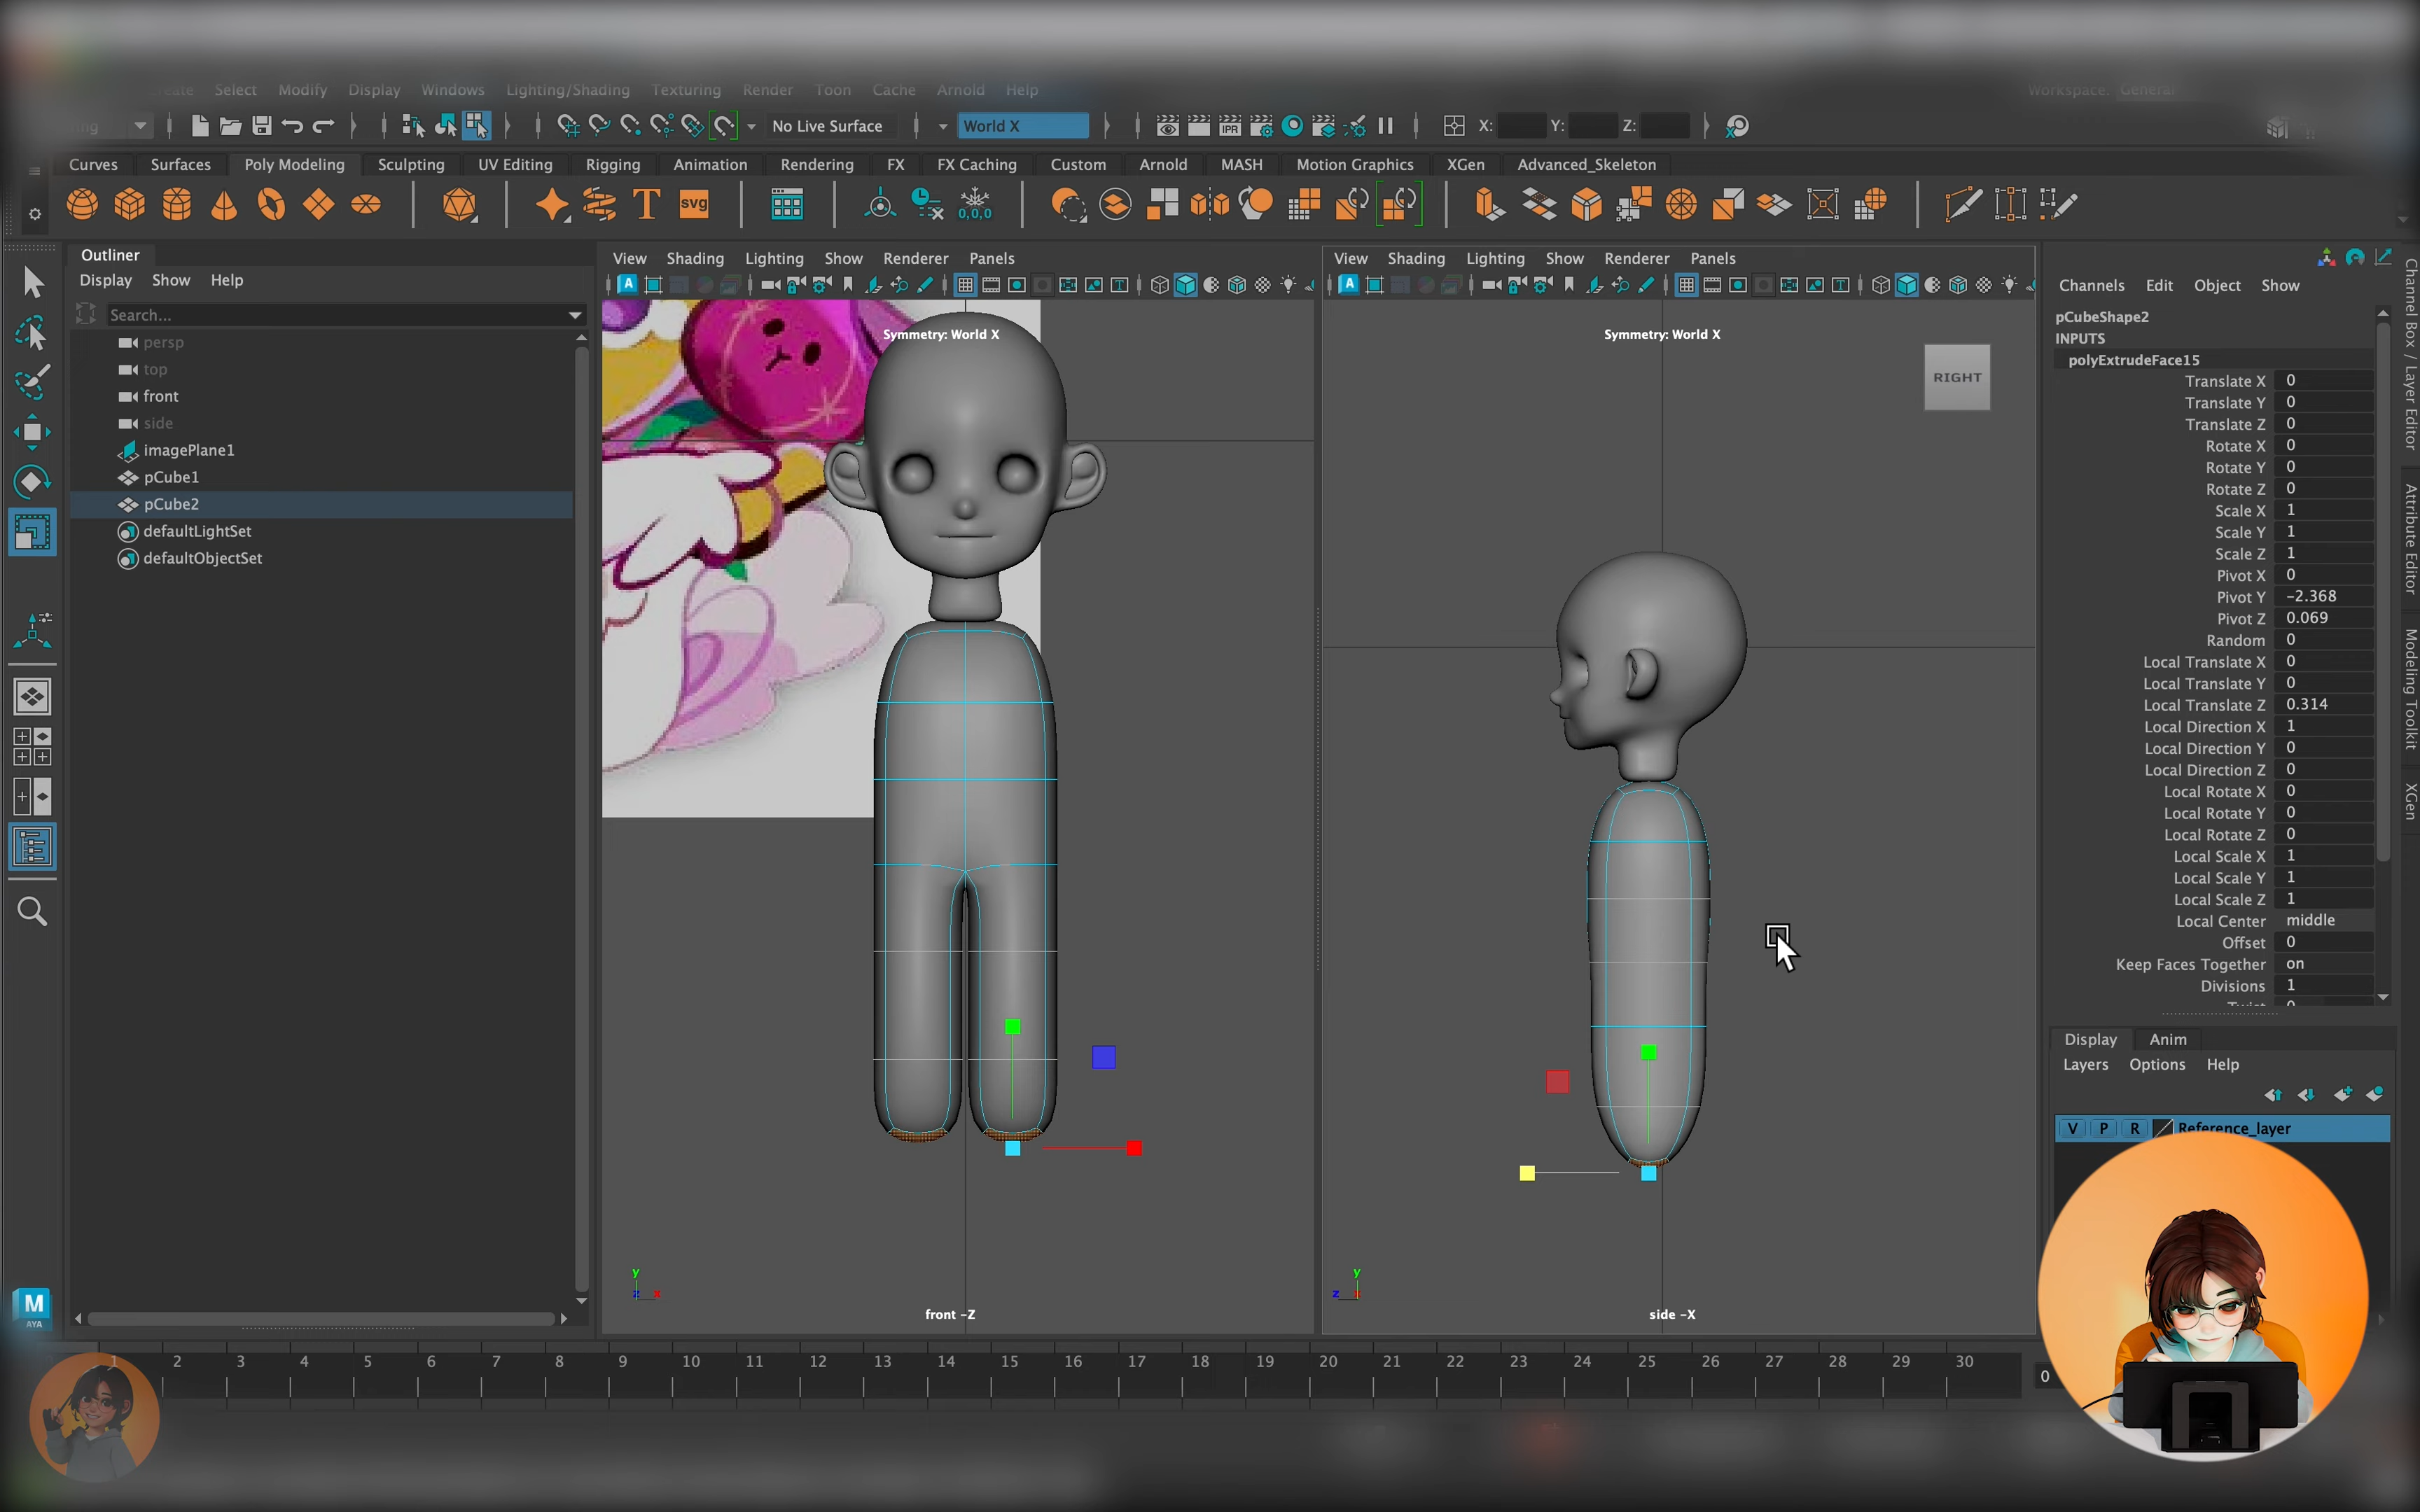 Select Modify Display Windows Lighting/Shading Texturing Render Toon Cache Arnold Help
Workspace: General
No Live Surface
World X
X:
Y:
Z:
IPR
Curves Surfaces Poly Modeling Sculpting UV Editing Rigging Animation Rendering FX FX Caching Custom Arnold MASH Motion Graphics XGen Advanced_Skeleton
T
svg
0,0,0
Outliner
Display Show Help
Search...
persp
top
front
side
imagePlane1
pCube1
pCube2
defaultLightSet
defaultObjectSet
View Shading Lighting Show Renderer Panels
Symmetry: World X
front -Z
y
z
x
View Shading Lighting Show Renderer Panels
Symmetry: World X
RIGHT
side -X
y
z
Channels Edit Object Show
pCubeShape2
INPUTS
polyExtrudeFace15
Translate X 0
Translate Y 0
Translate Z 0
Rotate X 0
Rotate Y 0
Rotate Z 0
Scale X 1
Scale Y 1
Scale Z 1
Pivot X 0
Pivot Y -2.368
Pivot Z 0.069
Random 0
Local Translate X 0
Local Translate Y 0
Local Translate Z 0.314
Local Direction X 1
Local Direction Y 0
Local Direction Z 0
Local Rotate X 0
Local Rotate Y 0
Local Rotate Z 0
Local Scale X 1
Local Scale Y 1
Local Scale Z 1
Local Center middle
Offset 0
Keep Faces Together on
Divisions 1
Channel Box / Layer Editor
Attribute Editor
Modeling Toolkit
XGen
Display Anim
Layers Options Help
V P R Reference_layer
M
AYA
1 2 3 4 5 6 7 8 9 10 11 12 13 14 15 16 17 18 19 20 21 22 23 24 25 26 27 28 29 30
0